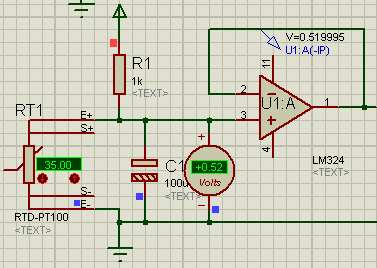 V=0.519995
U1:A(-IP)
R1
1k
<TEXT>
11
2
3
4
1
U1:A
LM324
<TEXT>
RT1
E+
S+
35.00
S-
E-
RTD-PT100
<TEXT>
C1
100u
<TEXT>
+0.52
Volts